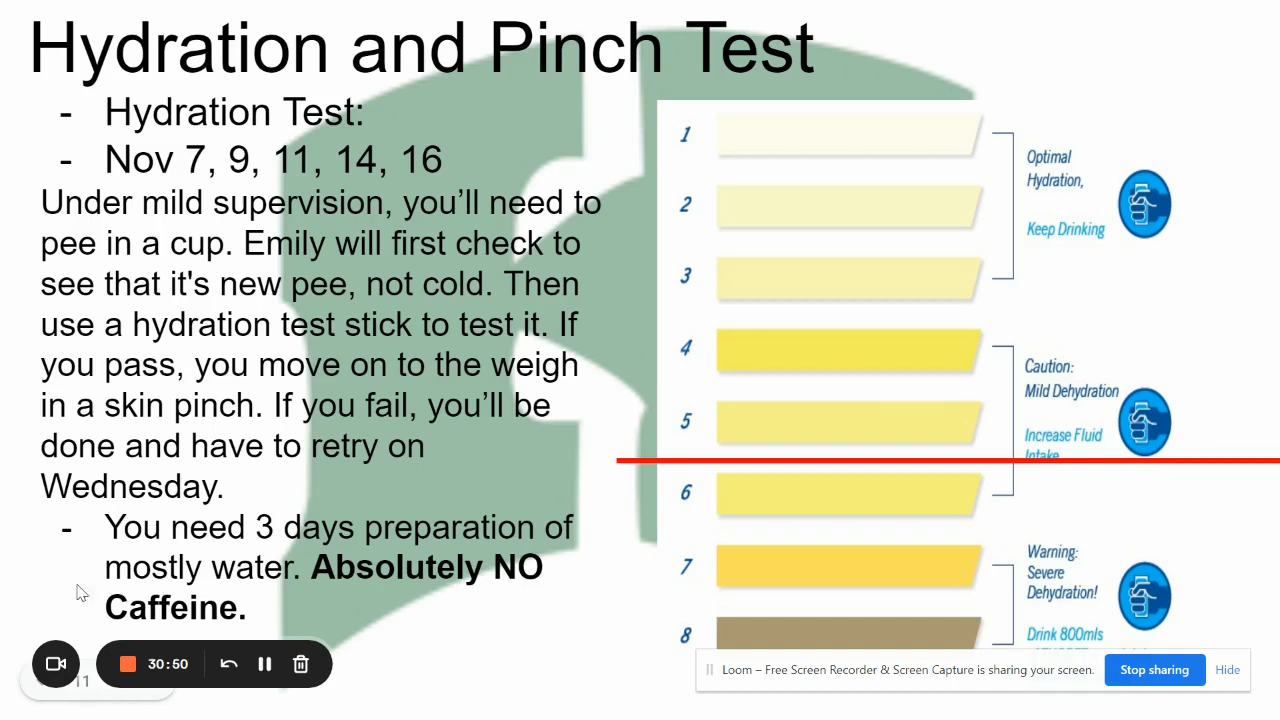 Hydration and Pinch Test
- Hydration Test:
- Nov 7, 9, 11, 14, 16
Under mild supervision, you’ll need to
pee in a cup. Emily will first check to
see that it's new pee, not cold. Then
use a hydration test stick to test it. If
you pass, you move on to the weigh
in a skin pinch. If you fail, you’ll be
done and have to retry on
Wednesday.
- You need 3 days preparation of
mostly water. Absolutely NO
Caffeine.
1
2
3
4
5
6
7
8
Optimal
Hydration,
Keep Drinking
Caution:
Mild Dehydration
Increase Fluid
Intake
Warning:
Severe
Dehydration!
Drink 800mls
30:50
11
Loom – Free Screen Recorder & Screen Capture is sharing your screen.
Stop sharing
Hide